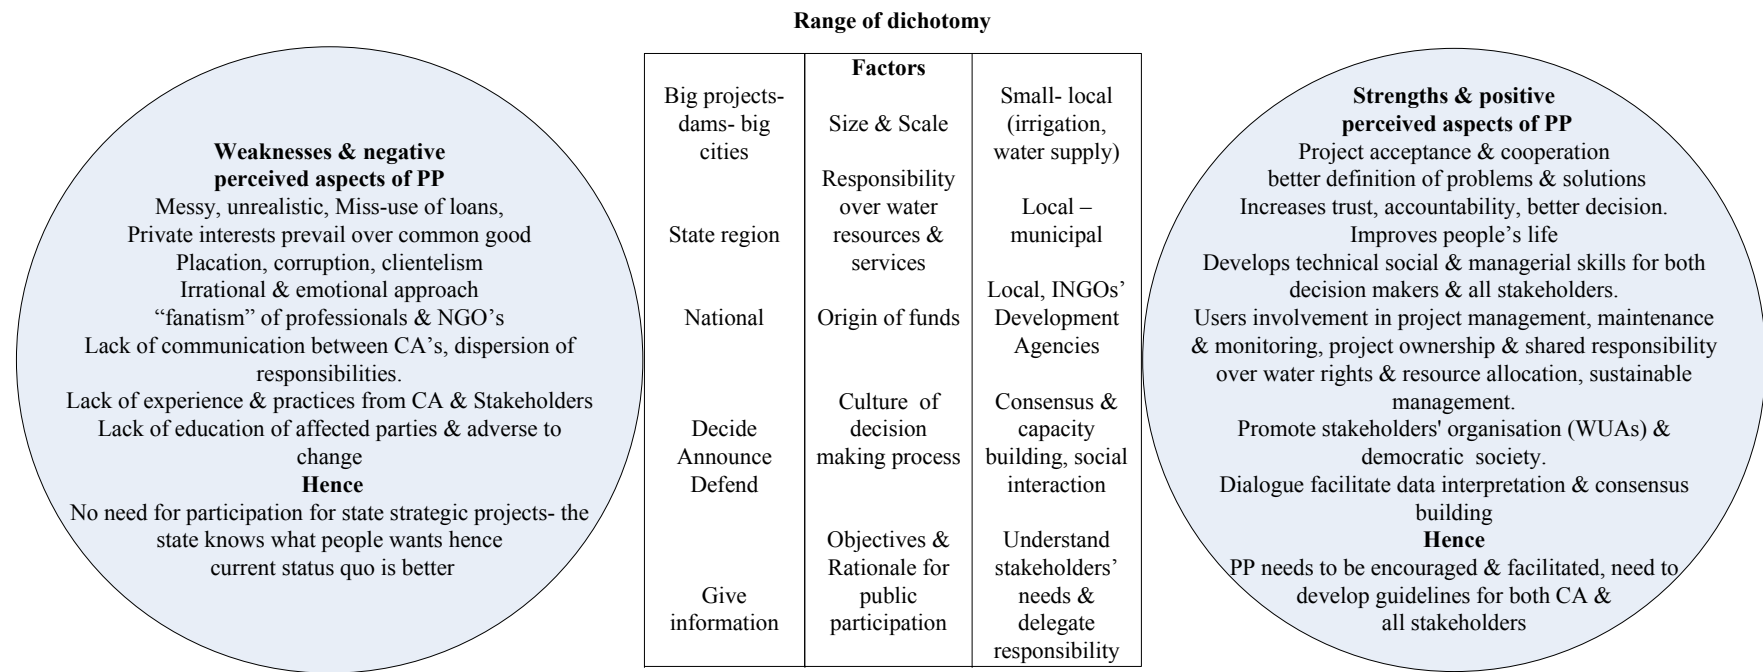 Range of dichotomy
Weaknesses & negative
perceived aspects of PP
Messy, unrealistic, Miss-use of loans,
Private interests prevail over common good
Placation, corruption, clientelism
Irrational & emotional approach
“fanatism” of professionals & NGO’s
Lack of communication between CA’s, dispersion of
responsibilities.
Lack of experience & practices from CA & Stakeholders
Lack of education of affected parties & adverse to
change
Hence
No need for participation for state strategic projects- the
state knows what people wants hence
current status quo is better
Big projects-
dams- big
cities
State region
National
Decide
Announce
Defend
Give
information
Factors
Size & Scale
Responsibility
over water
resources &
services
Origin of funds
Culture of
decision
making process
Objectives &
Rationale for
public
participation
Small- local
(irrigation,
water supply)
Local –
municipal
Local, INGOs’
Development
Agencies
Consensus &
capacity
building, social
interaction
Understand
stakeholders’
needs &
delegate
responsibility
Strengths & positive
perceived aspects of PP
Project acceptance & cooperation
better definition of problems & solutions
Increases trust, accountability, better decision.
Improves people’s life
Develops technical social & managerial skills for both
decision makers & all stakeholders.
Users involvement in project management, maintenance
& monitoring, project ownership & shared responsibility
over water rights & resource allocation, sustainable
management.
Promote stakeholders' organisation (WUAs) &
democratic society.
Dialogue facilitate data interpretation & consensus
building
Hence
PP needs to be encouraged & facilitated, need to
develop guidelines for both CA &
all stakeholders